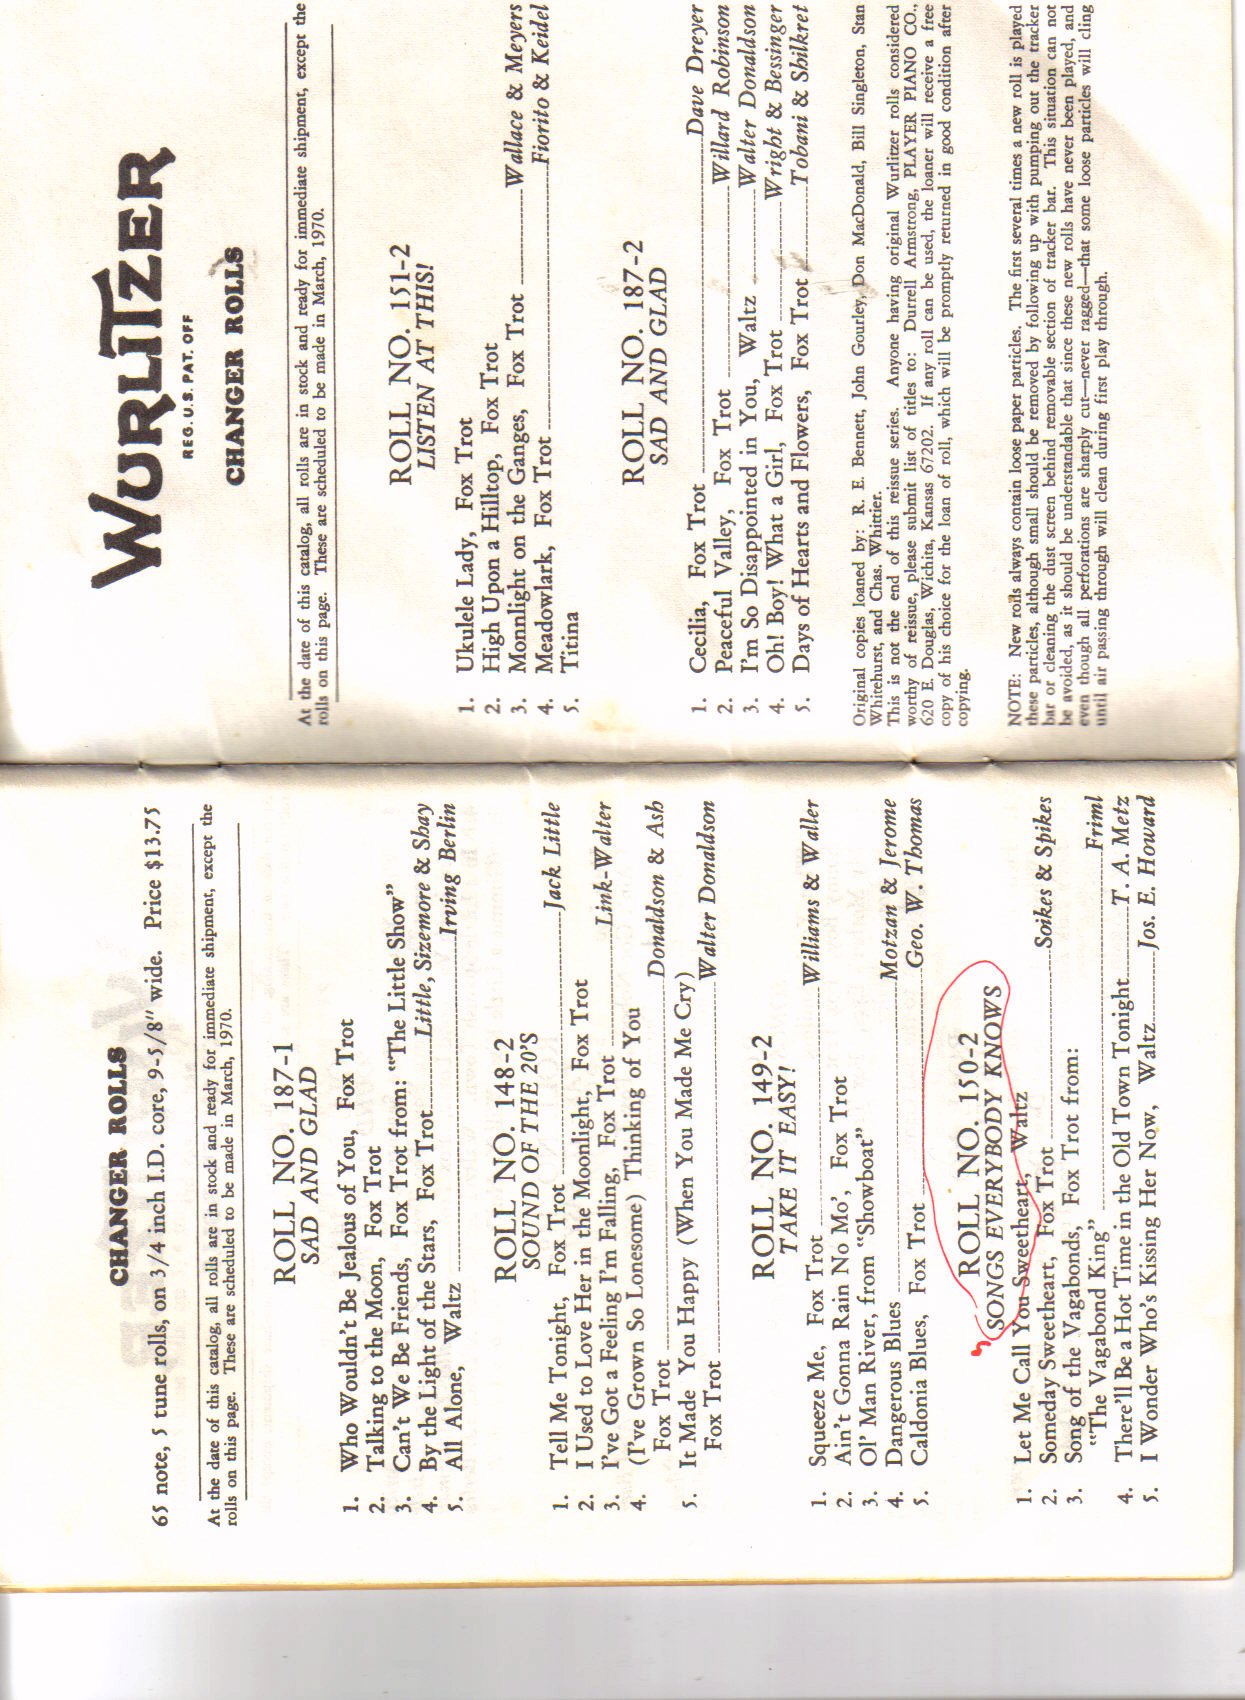 CHANGER ROLLS
65 note, 5 tune rolls, on 3/4 inch I.D. core, 9-5/8" wide. Price $13.75
At the date of this catalog, all rolls are in stock and ready for immediate shipment, except the
rolls on this page. These are scheduled to be made in March, 1970.
ROLL NO. 187-1
SAD AND GLAD
1. Who Wouldn't Be Jealous of You, Fox Trot
2. Talking to the Moon, Fox Trot
3. Can't We Be Friends, Fox Trot from: "The Little Show"
4. By the Light of the Stars, Fox Trot Little, Sizemore & Shay
5. All Alone, Waltz Irving Berlin
ROLL NO. 148-2
SOUND OF THE 20'S
1. Tell Me Tonight, Fox Trot Jack Little
2. I Used to Love Her in the Moonlight, Fox Trot
3. I've Got a Feeling I'm Falling, Fox Trot Link-Walter
4. (I've Grown So Lonesome) Thinking of You
Fox Trot Donaldson & Ash
5. It Made You Happy (When You Made Me Cry)
Fox Trot Walter Donaldson
ROLL NO. 149-2
TAKE IT EASY!
1. Squeeze Me, Fox Trot Williams & Waller
2. Ain't Gonna Rain No Mo', Fox Trot
3. Ol' Man River, from "Showboat"
4. Dangerous Blues Motzan & Jerome
5. Caldonia Blues, Fox Trot Geo. W. Thomas
ROLL NO. 150-2
SONGS EVERYBODY KNOWS
1. Let Me Call You Sweetheart, Waltz
2. Someday Sweetheart, Fox Trot Soikes & Spikes
3. Song of the Vagabonds, Fox Trot from:
"The Vagabond King" Friml
4. There'll Be a Hot Time in the Old Town Tonight T. A. Metz
5. I Wonder Who's Kissing Her Now, Waltz Jos. E. Howard
WURLITZER
REG. U.S. PAT. OFF
CHANGER ROLLS
At the date of this catalog, all rolls are in stock and ready for immediate shipment, except the
rolls on this page. These are scheduled to be made in March, 1970.
ROLL NO. 151-2
LISTEN AT THIS!
1. Ukulele Lady, Fox Trot
2. High Upon a Hilltop, Fox Trot
3. Monnlight on the Ganges, Fox Trot Wallace & Meyers
4. Meadowlark, Fox Trot Fiorito & Keidel
5. Titina
ROLL NO. 187-2
SAD AND GLAD
1. Cecilia, Fox Trot Dave Dreyer
2. Peaceful Valley, Fox Trot Willard Robinson
3. I'm So Disappointed in You, Waltz Walter Donaldson
4. Oh! Boy! What a Girl, Fox Trot Wright & Bessinger
5. Days of Hearts and Flowers, Fox Trot Tobani & Shilkret
Original copies loaned by: R. E. Bennett, John Gourley, Don MacDonald, Bill Singleton, Stan
Whitehurst, and Chas. Whittier.
This is not the end of this reissue series. Anyone having original Wurlitzer rolls considered
worthy of reissue, please submit list of titles to: Durrell Armstrong, PLAYER PIANO CO.,
620 E. Douglas, Wichita, Kansas 67202. If any roll can be used, the loaner will receive a free
copy of his choice for the loan of roll, which will be promptly returned in good condition after
copying.
NOTE: New rolls always contain loose paper particles. The first several times a new roll is played
these particles, although small should be removed by following up with pumping out the tracker
bar or cleaning the dust screen behind removable section of tracker bar. This situation can not
be avoided, as it should be understandable that since these new rolls have never been played, and
even though all perforations are sharply cut—never ragged—that some loose particles will cling
until air passing through will clean during first play through.